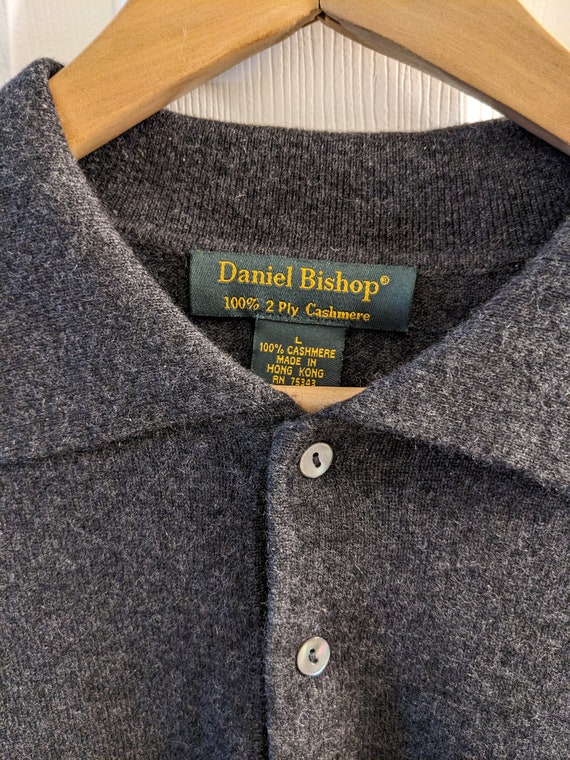 Daniel Bishop®
100% 2 Ply Cashmere
L
100% CASHMERE
MADE IN
HONG KONG
RN 75343